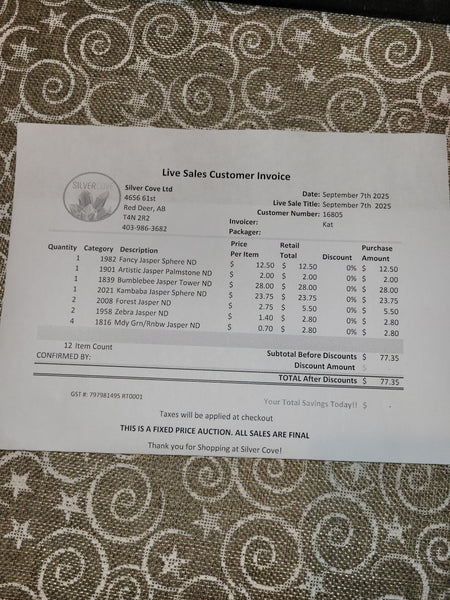 Live Sales Customer Invoice
SILVERCOVE
Silver Cove Ltd
4656 61st
Red Deer, AB
T4N 2R2
403-986-3682
Date: September 7th 2025
Live Sale Title: September 7th 2025
Customer Number: 16805
Invoicer: Kat
Packager:
Quantity Category Description Price Per Item Retail Total Discount Purchase Amount
1 1982 Fancy Jasper Sphere ND $ 12.50 $ 12.50 0% $ 12.50
1 1901 Artistic Jasper Palmstone ND $ 2.00 $ 2.00 0% $ 2.00
1 1839 Bumblebee Jasper Tower ND $ 28.00 $ 28.00 0% $ 28.00
1 2021 Kambaba Jasper Sphere ND $ 23.75 $ 23.75 0% $ 23.75
2 2008 Forest Jasper ND $ 2.75 $ 5.50 0% $ 5.50
2 1958 Zebra Jasper ND $ 1.40 $ 2.80 0% $ 2.80
4 1816 Mdy Grn/Rnbw Jasper ND $ 0.70 $ 2.80 0% $ 2.80
12 Item Count Subtotal Before Discounts $ 77.35
CONFIRMED BY: Discount Amount $
TOTAL After Discounts $ 77.35
GST #: 797981495 RT0001
Your Total Savings Today!! $ -
Taxes will be applied at checkout
THIS IS A FIXED PRICE AUCTION. ALL SALES ARE FINAL
Thank you for Shopping at Silver Cove!